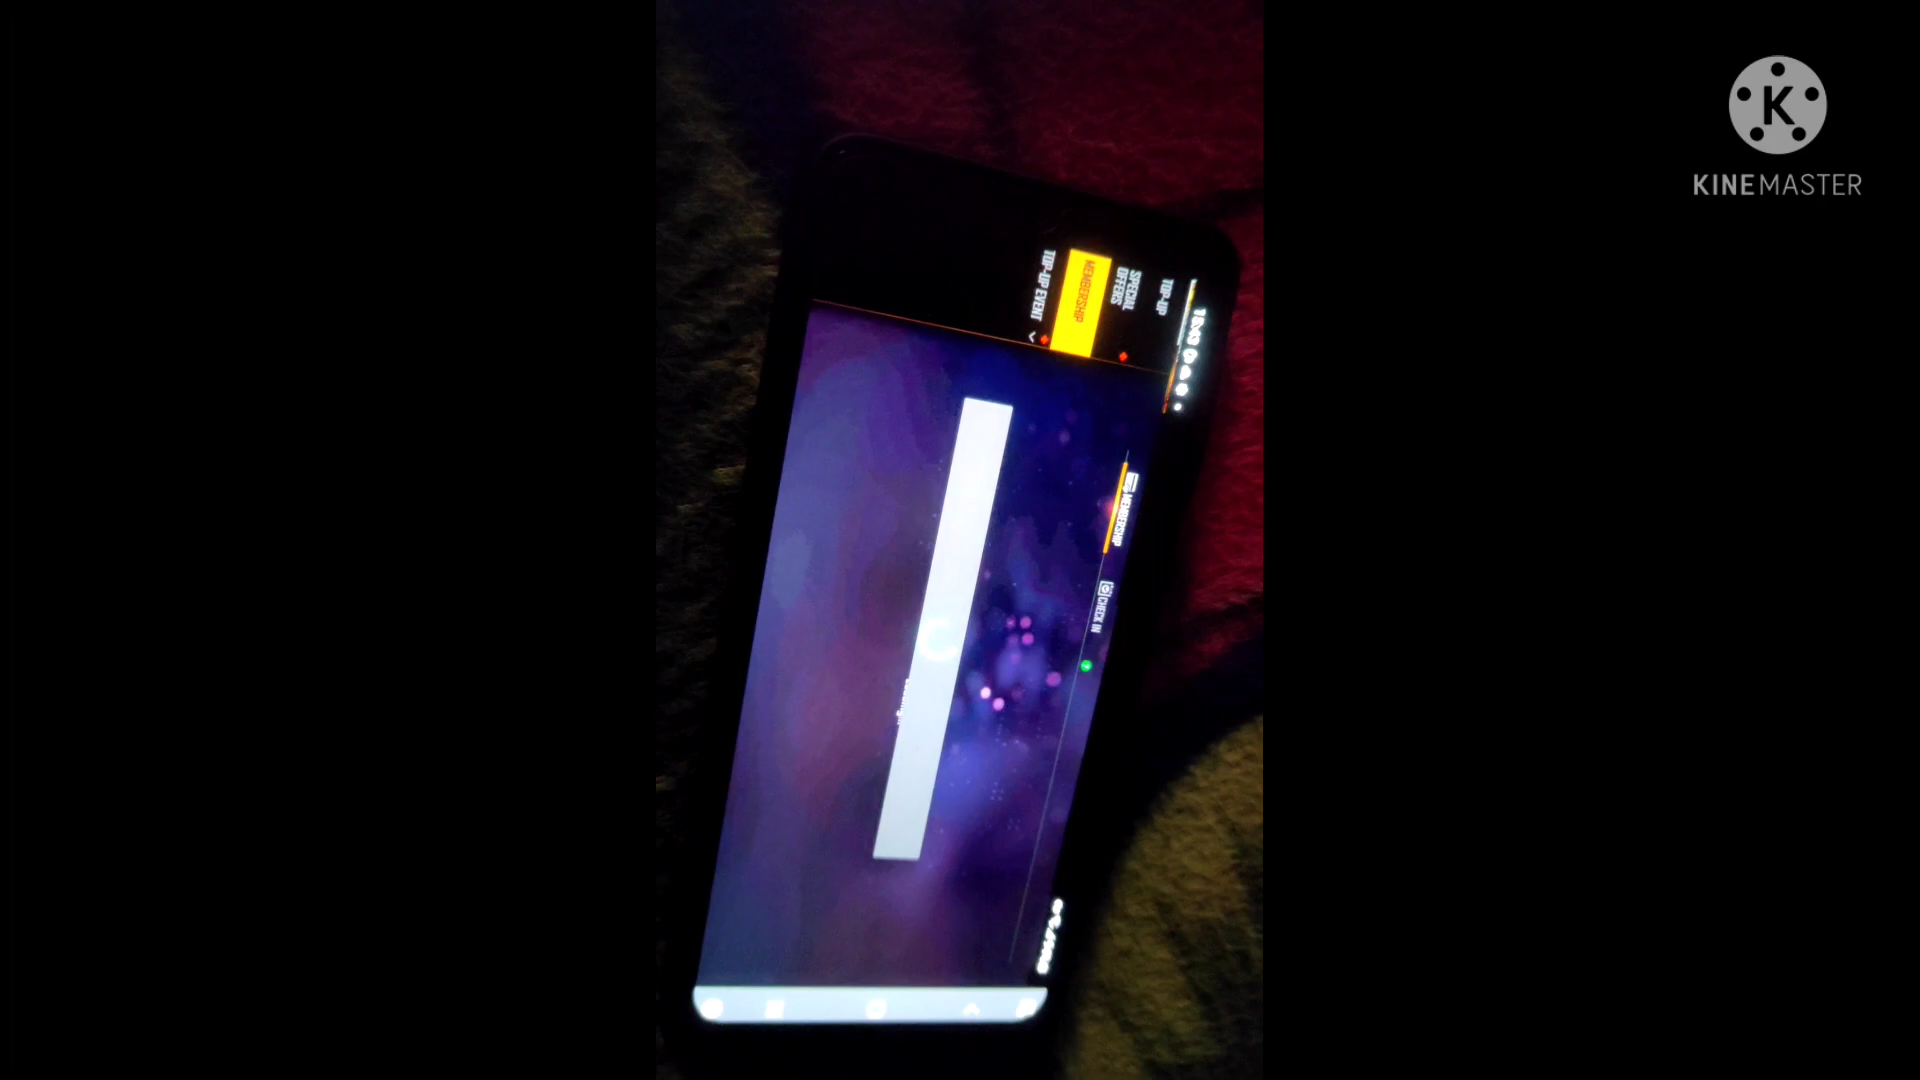 TOP-UP
SPECIAL
OFFERS
MEMBERSHIP
TOP-UP EVENT
MEMBERSHIP
CHECK IN
K
KINEMASTER